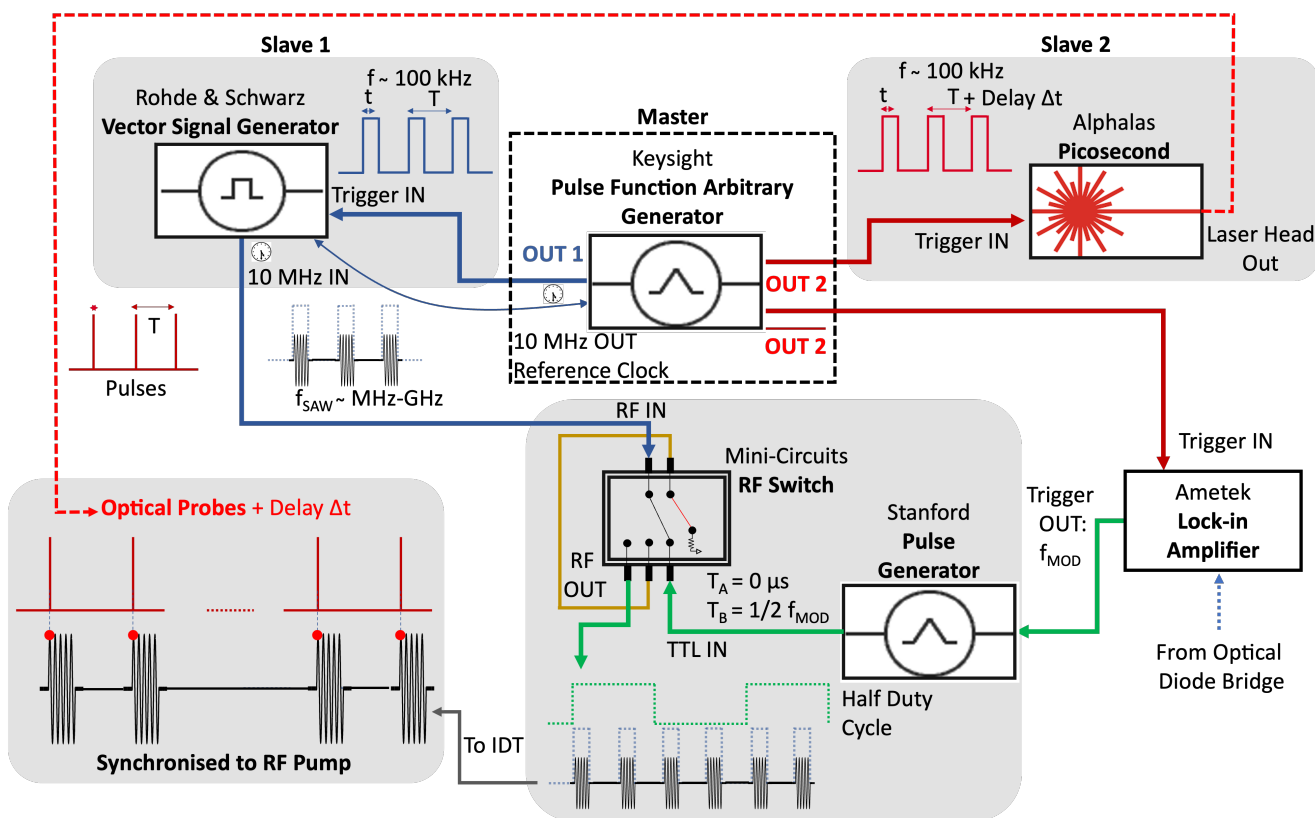 Slave 1
Rohde & Schwarz
Vector Signal Generator
f ~ 100 kHz
t
T
Trigger IN
10 MHz IN
Master
Keysight
Pulse Function Arbitrary
Generator
OUT 1
OUT 2
OUT 2
10 MHz OUT
Reference Clock
Slave 2
f ~ 100 kHz
t
T + Delay Δt
Alphalas
Picosecond
Trigger IN
Laser Head
Out
*
T
Pulses
fSAW ~ MHz-GHz
RF IN
Mini-Circuits
RF Switch
RF
OUT
TA = 0 µs
TB = 1/2 fMOD
TTL IN
Stanford
Pulse
Generator
Half Duty
Cycle
Trigger IN
Trigger
OUT:
fMOD
Ametek
Lock-in
Amplifier
From Optical
Diode Bridge
Optical Probes + Delay Δt
Synchronised to RF Pump
To IDT